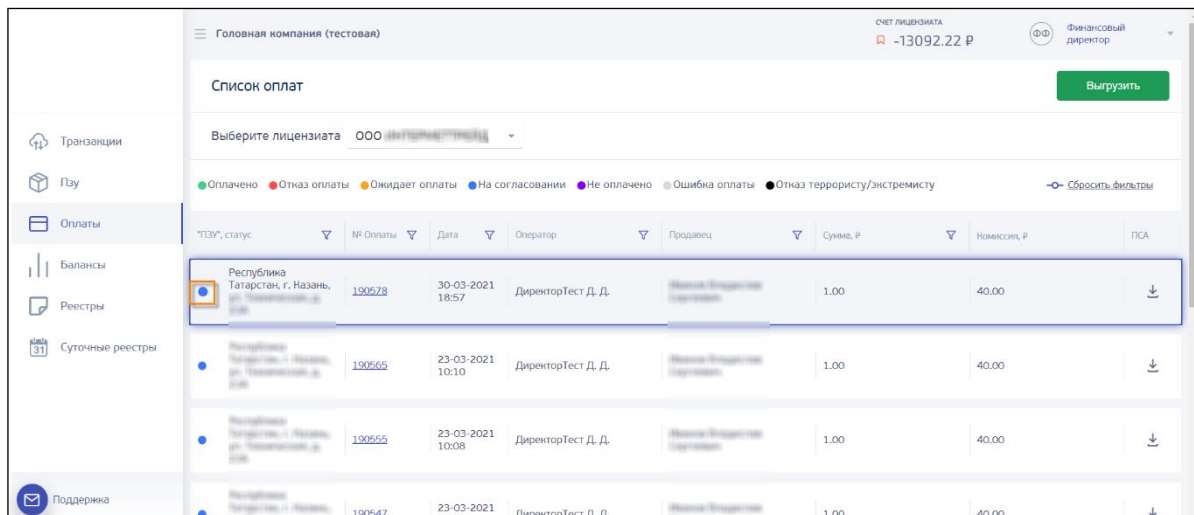 Головная компания (тестовая)
СЧЕТ ЛИЦЕНЗИАТА
-13092.22 ₽
ФФ
Финансовый
директор
Список оплат
Выгрузить
Выберите лицензиата ООО
Транзакции
Пзу
Оплаты
Балансы
Реестры
31 Суточные реестры
Поддержка
Оплачено Отказ оплаты Ожидает оплаты На согласовании Не оплачено Ошибка оплаты Отказ террористу/экстремисту
Сбросить фильтры
"ПЗУ", статус № Оплаты Дата Оператор Продавец Сумма, ₽ Комиссия, ₽ ПСА
Республика
Татарстан, г. Казань,
190578 30-03-2021 ДиректорТест Д. Д. 1.00 40.00
18:57
190565 23-03-2021 ДиректорТест Д. Д. 1.00 40.00
10:10
190555 23-03-2021 ДиректорТест Д. Д. 1.00 40.00
10:08
190547 23-03-2021 ДиректорТест Д. Д. 1.00 40.00